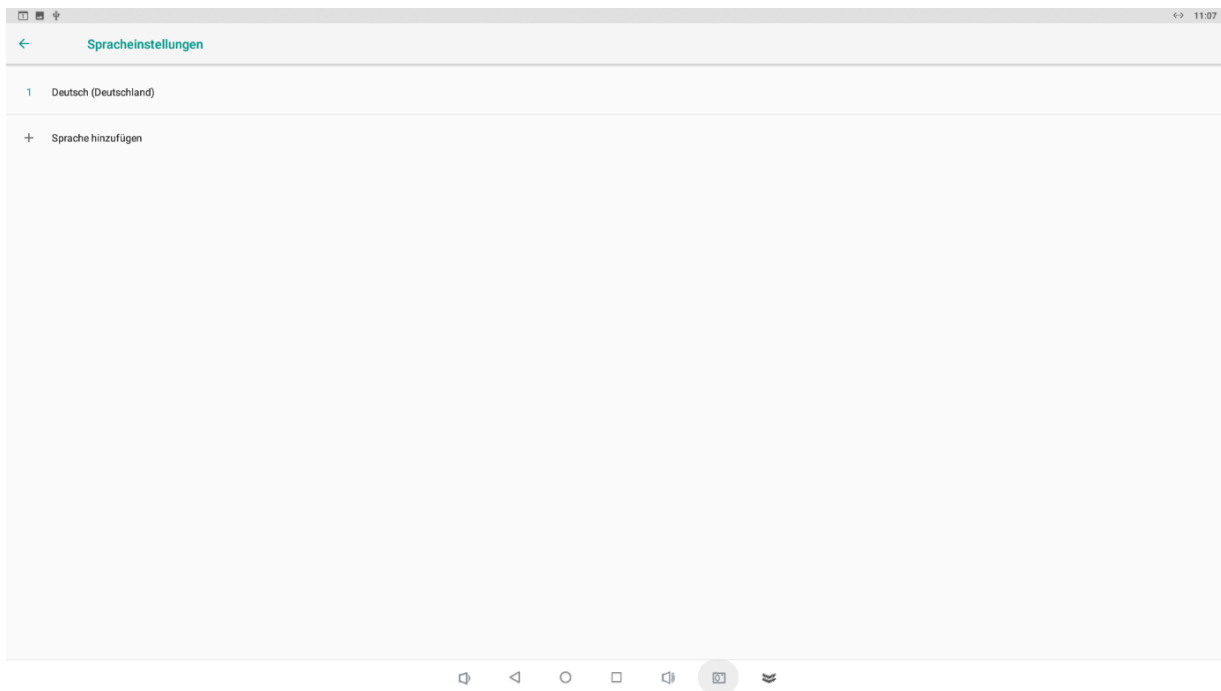 11:07
Spracheinstellungen
1 Deutsch (Deutschland)
+ Sprache hinzufügen